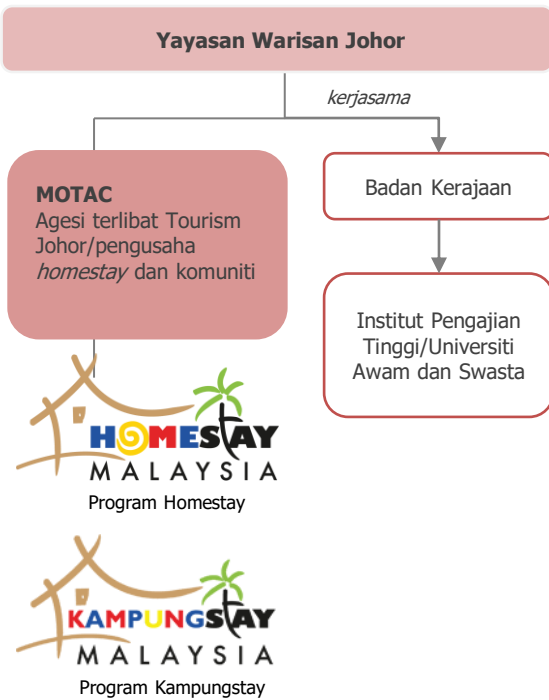 Yayasan Warisan Johor
kerjasama
MOTAC
Agesi terlibat Tourism
Johor/pengusaha
homestay dan komuniti
Badan Kerajaan
Institut Pengajian
Tinggi/Universiti
Awam dan Swasta
HOMESTAY
MALAYSIA
Program Homestay
KAMPUNGSTAY
MALAYSIA
Program Kampungstay